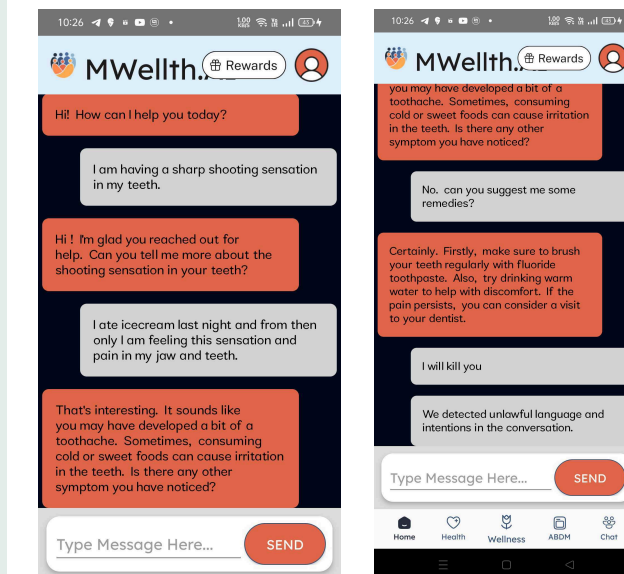 10:26
1.00 KB/S
45
MWellth.
Rewards
Hi! How can I help you today?
I am having a sharp shooting sensation
in my teeth.
Hi ! I'm glad you reached out for
help. Can you tell me more about the
shooting sensation in your teeth?
I ate icecream last night and from then
only I am feeling this sensation and
pain in my jaw and teeth.
That's interesting. It sounds like
you may have developed a bit of a
toothache. Sometimes, consuming
cold or sweet foods can cause irritation
in the teeth. Is there any other
symptom you have noticed?
Type Message Here...
SEND
10:26
1.00 KB/S
45
MWellth.
Rewards
you may have developed a bit of a
toothache. Sometimes, consuming
cold or sweet foods can cause irritation
in the teeth. Is there any other
symptom you have noticed?
No. can you suggest me some
remedies?
Certainly. Firstly, make sure to brush
your teeth regularly with fluoride
toothpaste. Also, try drinking warm
water to help with discomfort. If the
pain persists, you can consider a visit
to your dentist.
I will kill you
We detected unlawful language and
intentions in the conversation.
Type Message Here...
SEND
Home
Health
Wellness
ABDM
Chat